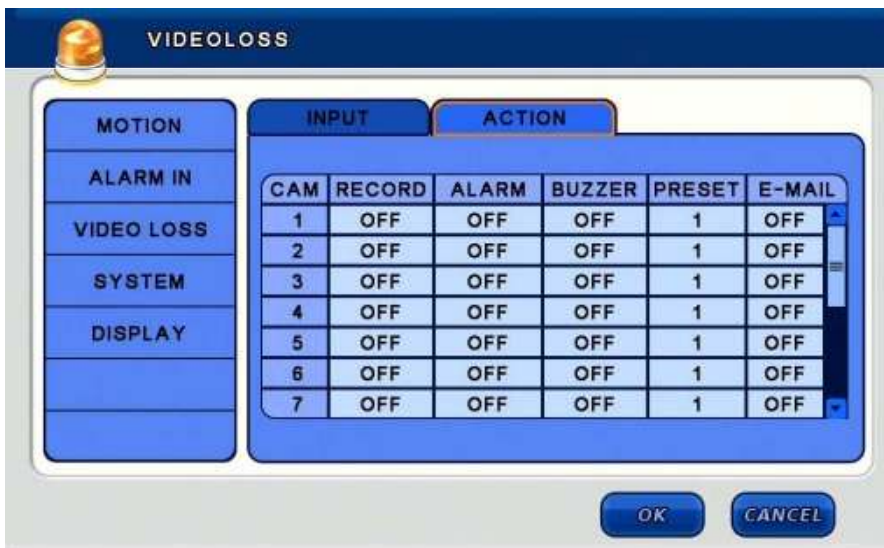 VIDEOLOSS
MOTION
ALARM IN
VIDEO LOSS
SYSTEM
DISPLAY
INPUT ACTION
CAM RECORD ALARM BUZZER PRESET E-MAIL
1 OFF OFF OFF 1 OFF
2 OFF OFF OFF 1 OFF
3 OFF OFF OFF 1 OFF
4 OFF OFF OFF 1 OFF
5 OFF OFF OFF 1 OFF
6 OFF OFF OFF 1 OFF
7 OFF OFF OFF 1 OFF
OK CANCEL